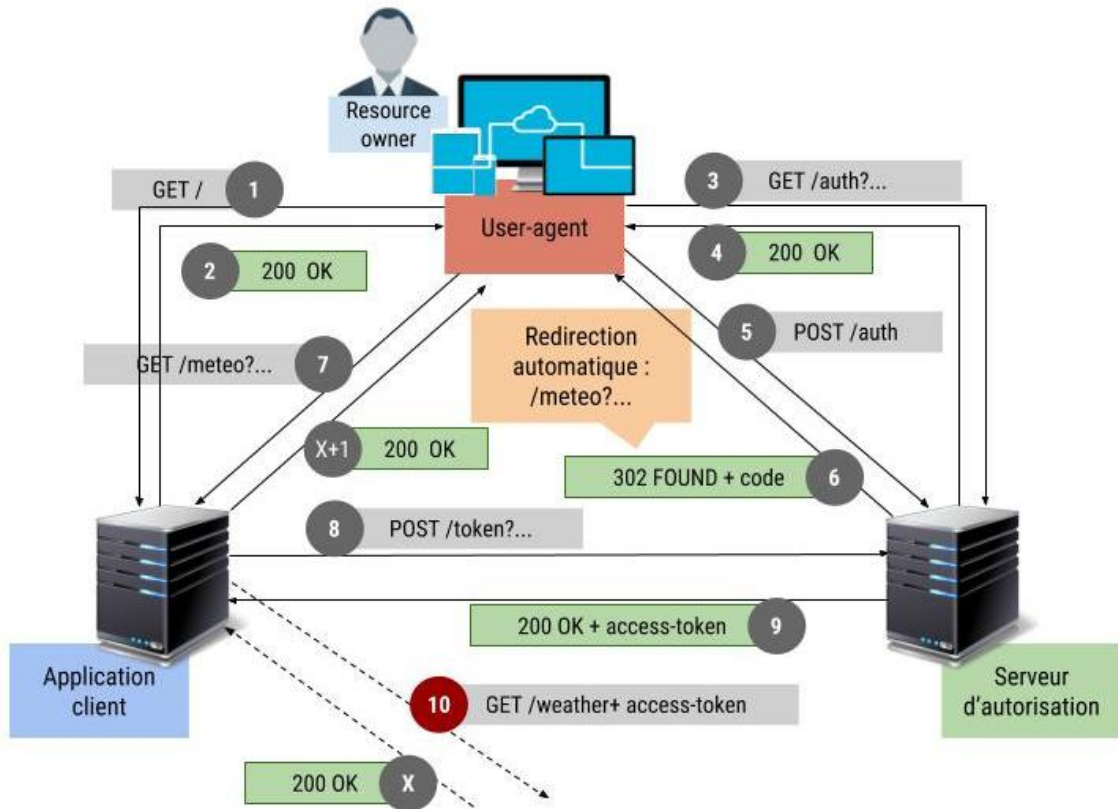 Resource
owner
GET / 1
3 GET /auth?...
User-agent
2 200 OK
4 200 OK
5 POST /auth
Redirection
automatique :
/meteo?...
GET /meteo?... 7
X+1 200 OK
302 FOUND + code 6
8 POST /token?...
200 OK + access-token 9
Application
client
Serveur
d'autorisation
10 GET /weather+ access-token
200 OK X